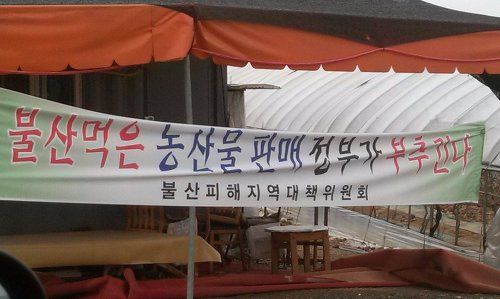 불산먹은 농산물 판매 정부가 부추긴다
불산피해지역대책위원회